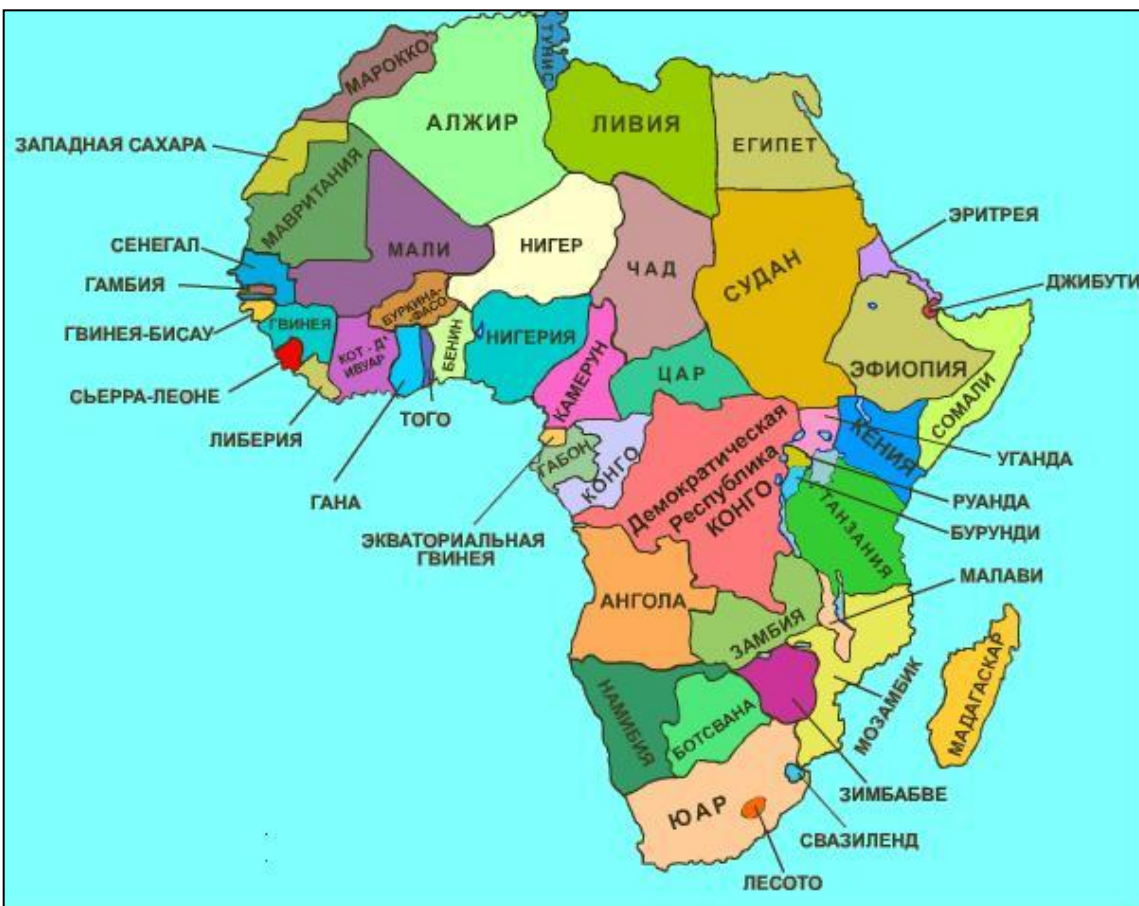 ТУНИС
МАРОККО
АЛЖИР
ЛИВИЯ
ЕГИПЕТ
ЗАПАДНАЯ САХАРА
МАВРИТАНИЯ
МАЛИ
НИГЕР
ЧАД
СУДАН
ЭРИТРЕЯ
СЕНЕГАЛ
ГАМБИЯ
ДЖИБУТИ
БУРКИНА-
-ФАСО
ГВИНЕЯ-БИСАУ
ГВИНЕЯ
КОТ - Д'
ИВУАР
БЕНИН
НИГЕРИЯ
КАМЕРУН
ЦАР
ЭФИОПИЯ
СОМАЛИ
СЬЕРРА-ЛЕОНЕ
ЛИБЕРИЯ
ТОГО
ГАНА
ГАБОН
КОНГО
Демократическая
Республика
КОНГО
КЕНИЯ
УГАНДА
РУАНДА
БУРУНДИ
ЭКВАТОРИАЛЬНАЯ
ГВИНЕЯ
ТАНЗАНИЯ
МАЛАВИ
АНГОЛА
ЗАМБИЯ
МОЗАМБИК
МАДАГАСКАР
НАМИБИЯ
БОТСВАНА
ЗИМБАБВЕ
ЮАР
СВАЗИЛЕНД
ЛЕСОТО